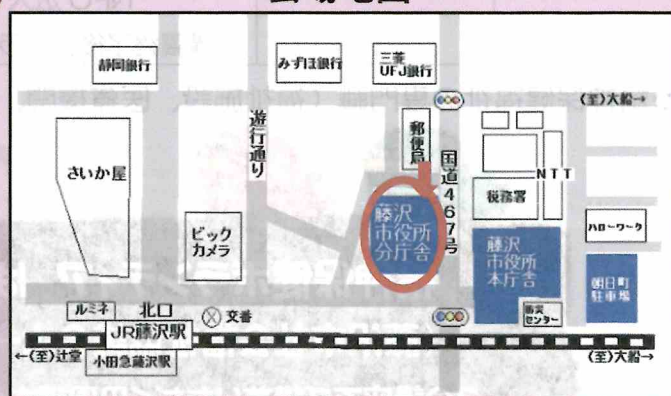 静岡銀行
みずほ銀行
三菱
UFJ銀行
(至)大船→
遊行通り
郵便局
国道467号
NTT
さいか屋
税務署
ビック
カメラ
藤沢
市役所
分庁舎
藤沢
市役所
本庁舎
ハローワーク
朝日町
駐車場
ルミネ
北口
交番
防災
センター
JR藤沢駅
←(至)辻堂
小田急藤沢駅
(至)大船→